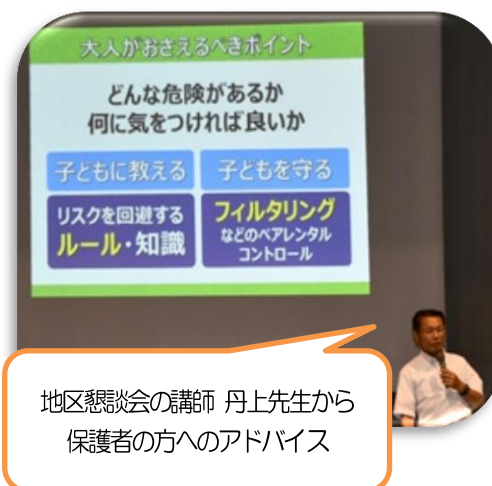 大人がおさえるべきポイント
どんな危険があるか
何に気をつければ良いか
子どもに教える
子どもを守る
リスクを回避する
ルール・知識
フィルタリング
などのペアレンタル
コントロール
地区懇談会の講師 丹上先生から
保護者の方へのアドバイス